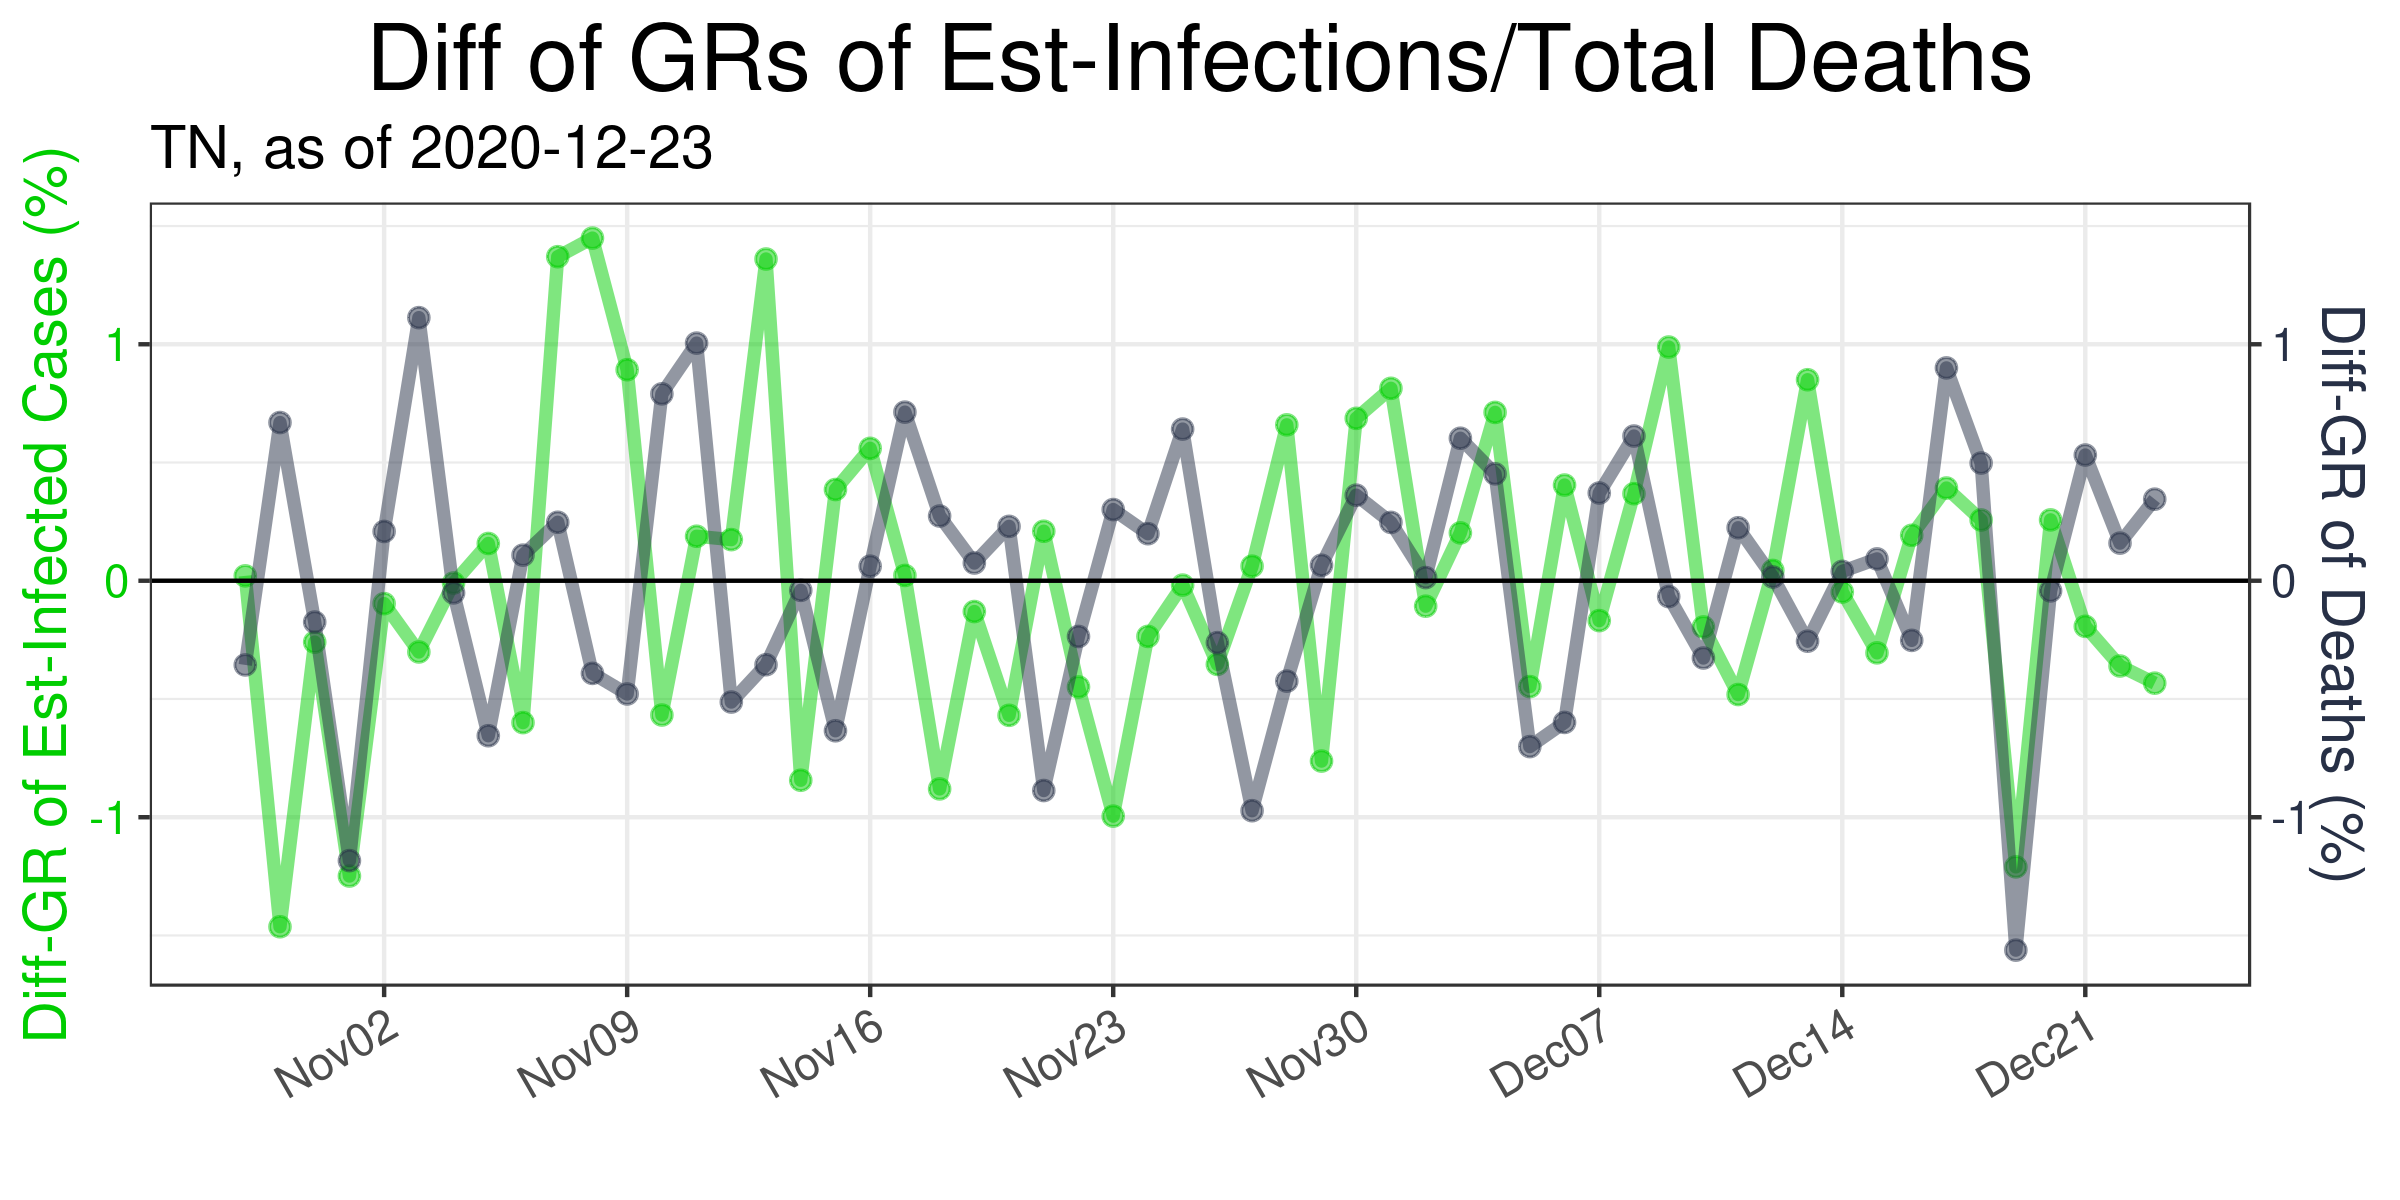 Diff of GRs of Est-Infections/Total Deaths
TN, as of 2020-12-23
Diff-GR of Est-Infected Cases (%)
1
0
-1
1
0
-1
Diff-GR of Deaths (%)
Nov02
Nov09
Nov16
Nov23
Nov30
Dec07
Dec14
Dec21